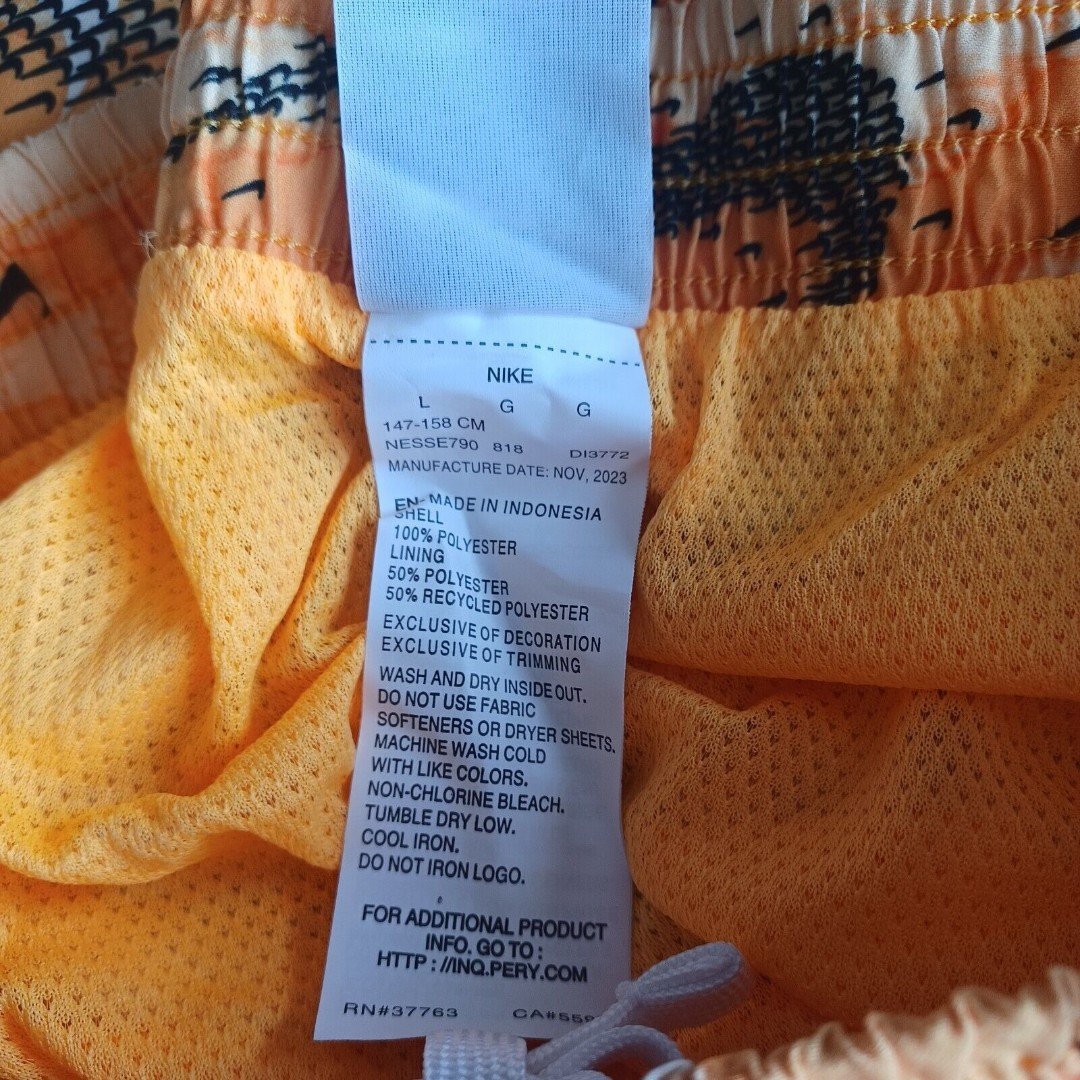 NIKE
L G G
147-158 CM
NESSE790 818 DI3772
MANUFACTURE DATE: NOV, 2023
EN- MADE IN INDONESIA
SHELL
100% POLYESTER
LINING
50% POLYESTER
50% RECYCLED POLYESTER
EXCLUSIVE OF DECORATION
EXCLUSIVE OF TRIMMING
WASH AND DRY INSIDE OUT.
DO NOT USE FABRIC
SOFTENERS OR DRYER SHEETS.
MACHINE WASH COLD
WITH LIKE COLORS.
NON-CHLORINE BLEACH.
TUMBLE DRY LOW.
COOL IRON.
DO NOT IRON LOGO.
FOR ADDITIONAL PRODUCT
INFO. GO TO :
HTTP ://INQ.PERY.COM
RN#37763